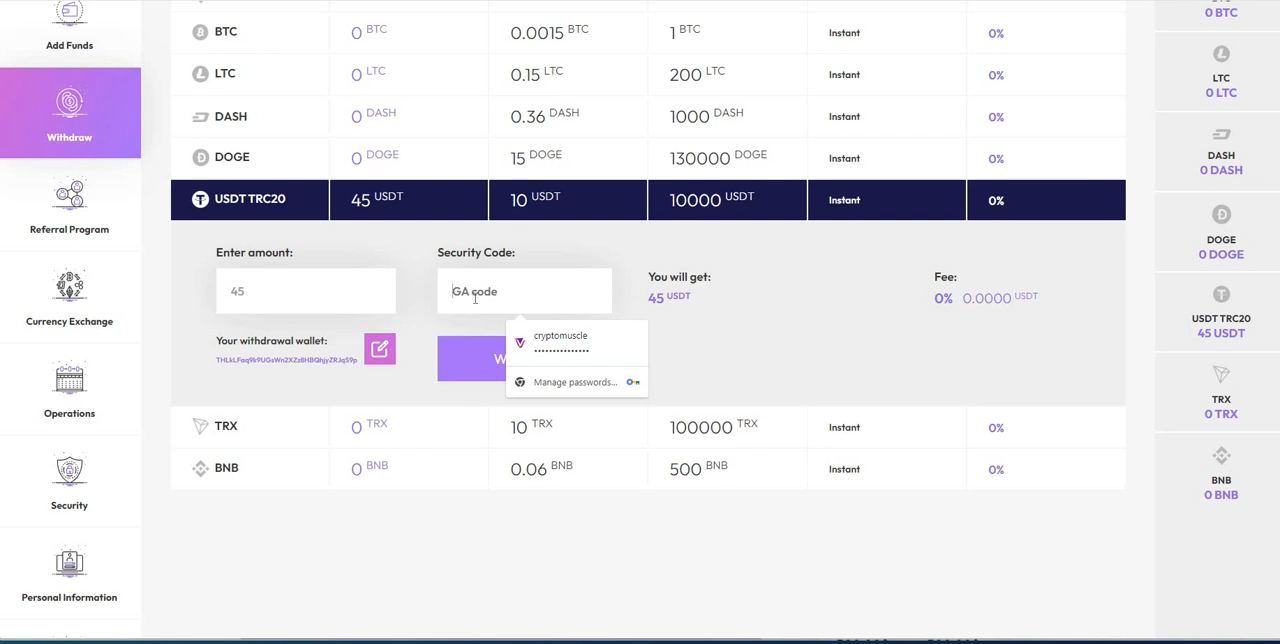 0 BTC
Add Funds
BTC 0 BTC 0.0015 BTC 1 BTC Instant 0%
LTC 0 LTC 0.15 LTC 200 LTC Instant 0%
LTC
0 LTC
DASH 0 DASH 0.36 DASH 1000 DASH Instant 0%
Withdraw
DOGE 0 DOGE 15 DOGE 130000 DOGE Instant 0%
DASH
0 DASH
USDT TRC20 45 USDT 10 USDT 10000 USDT Instant 0%
Referral Program
DOGE
0 DOGE
Enter amount: Security Code:
You will get: Fee:
45 GA code 45 USDT 0% 0.0000 USDT
Currency Exchange
USDT TRC20
45 USDT
Your withdrawal wallet:
cryptomuscle
•••••••••••••••
W
Manage passwords...
TRX
0 TRX
Operations
TRX 0 TRX 10 TRX 100000 TRX Instant 0%
BNB 0 BNB 0.06 BNB 500 BNB Instant 0%
BNB
0 BNB
Security
Personal Information